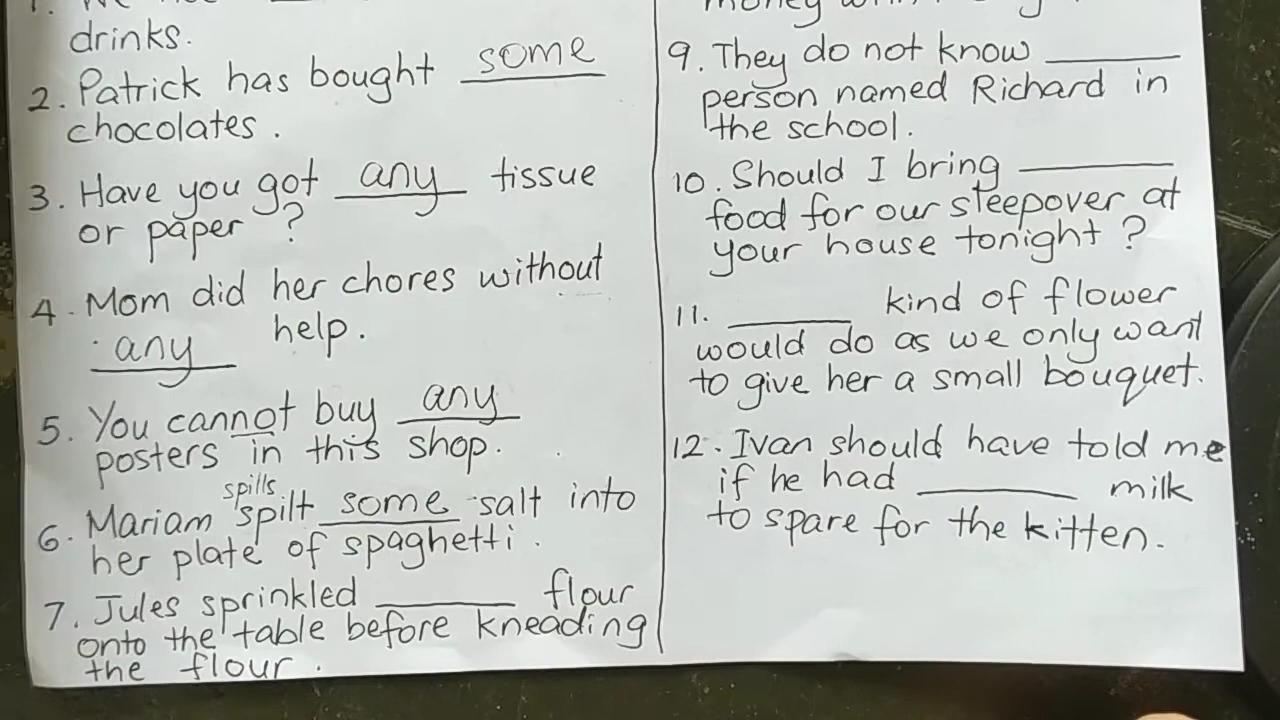 drinks.
2. Patrick has bought some
chocolates.
3. Have you got any tissue
or paper ?
4. Mom did her chores without
any help.
5. You cannot buy any
posters in this shop.
spills
6. Mariam spilt some salt into
her plate of spaghetti.
7. Jules sprinkled ______ flour
onto the table before kneading
the flour.
9. They do not know ______
person named Richard in
the school.
10. Should I bring ______
food for our sleepover at
your house tonight ?
11. ______ kind of flower
would do as we only want
to give her a small bouquet.
12. Ivan should have told me
if he had ______ milk
to spare for the kitten.